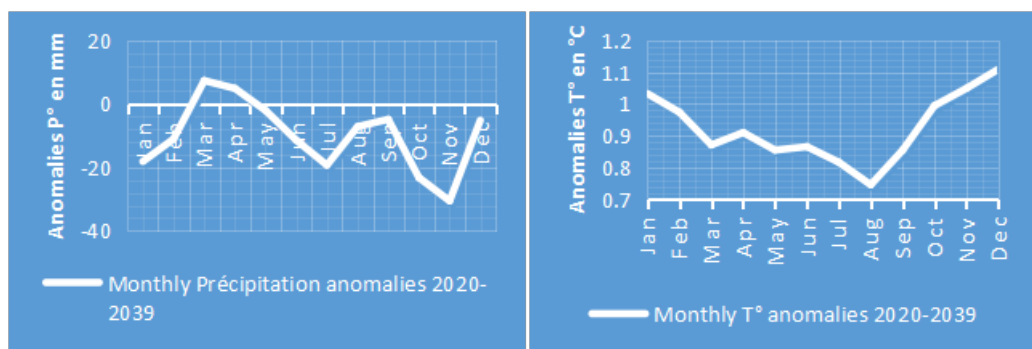 Anomalies P° en mm
20
0
-20
-40
Jan
Feb
Mar
Apr
May
Jun
Jul
Aug
Sep
Oct
Nov
Dec
Monthly Précipitation anomalies 2020-
2039
Anomalies T° en °C
1.2
1.1
1
0.9
0.8
0.7
Jan
Feb
Mar
Apr
May
Jun
Jul
Aug
Sep
Oct
Nov
Dec
Monthly T° anomalies 2020-2039